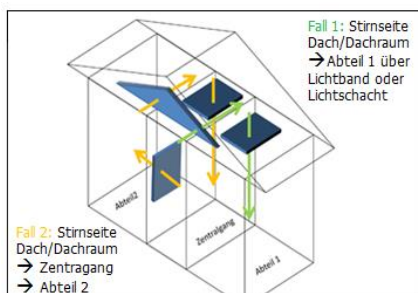 Fall 1: Stirnseite
Dach/Dachraum
→ Abteil 1 über
Lichtband oder
Lichtschacht
Abteil2
Zentralgang
Abteil 1
Fall 2: Stirnseite
Dach/Dachraum
→ Zentragang
→ Abteil 2